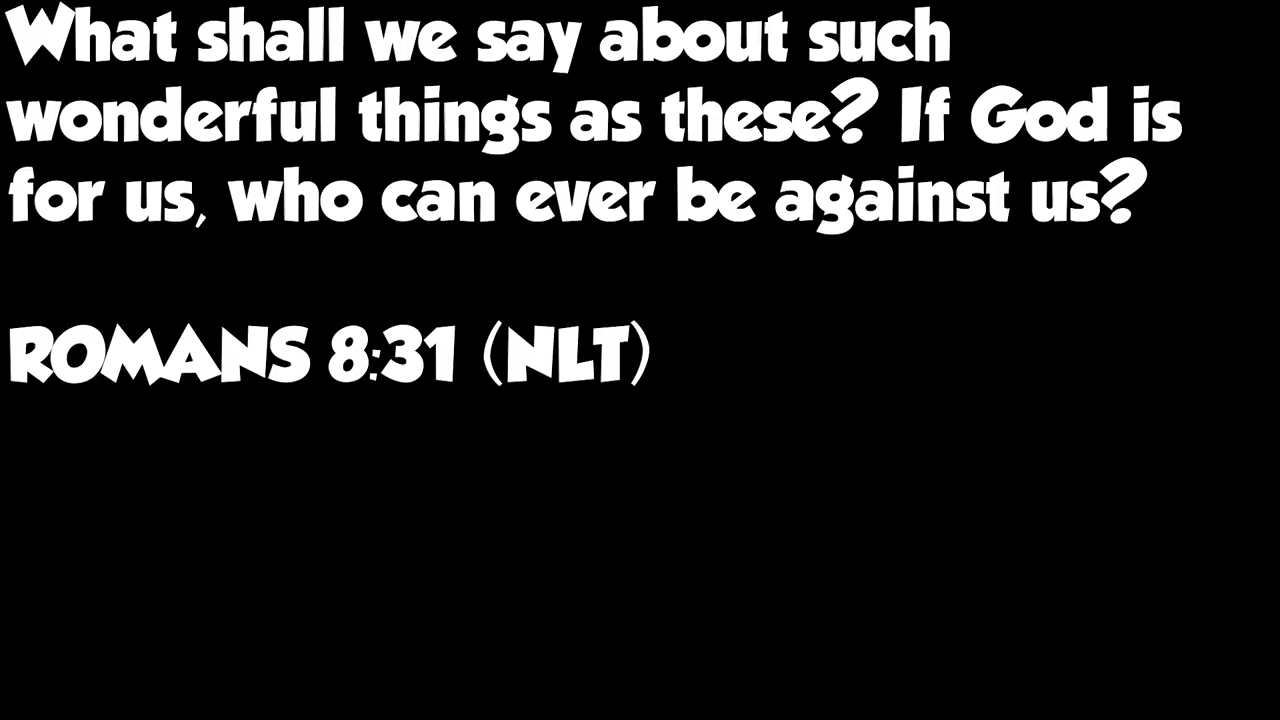 What shall we say about such
wonderful things as these? If God is
for us, who can ever be against us?
ROMANS 8:31 (NLT)